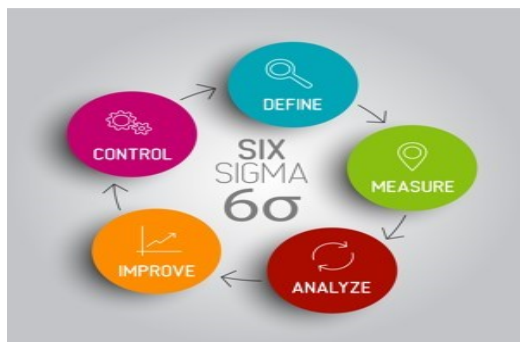 DEFINE
MEASURE
ANALYZE
IMPROVE
CONTROL
SIX
SIGMA
6σ